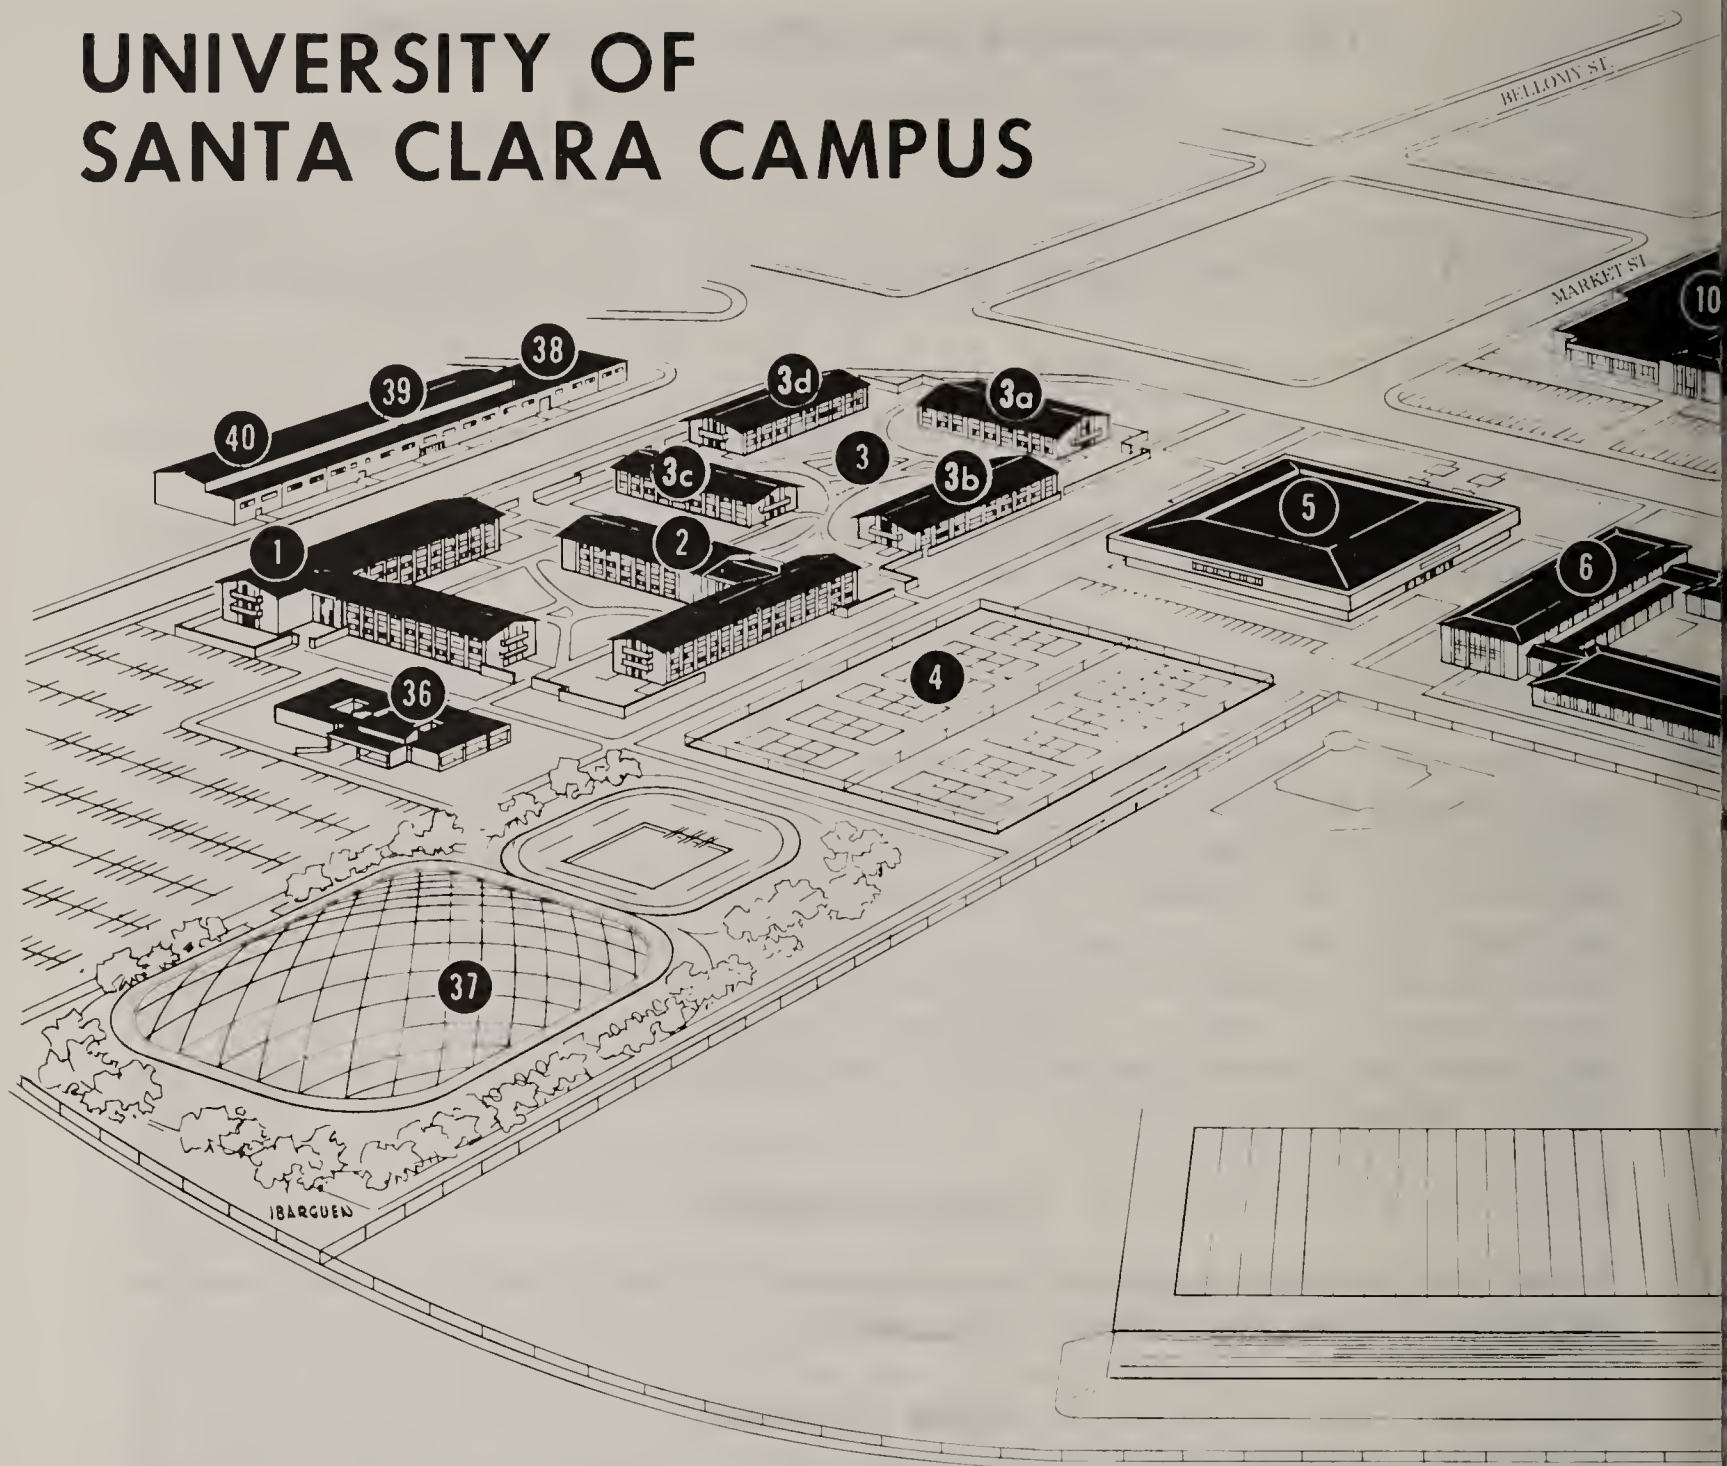 UNIVERSITY OF
SANTA CLARA CAMPUS
BELLOMY ST.
MARKET ST.
10
38
39
40
3d
3a
3
3c
3b
5
1
2
6
4
36
37
IBARGUEN